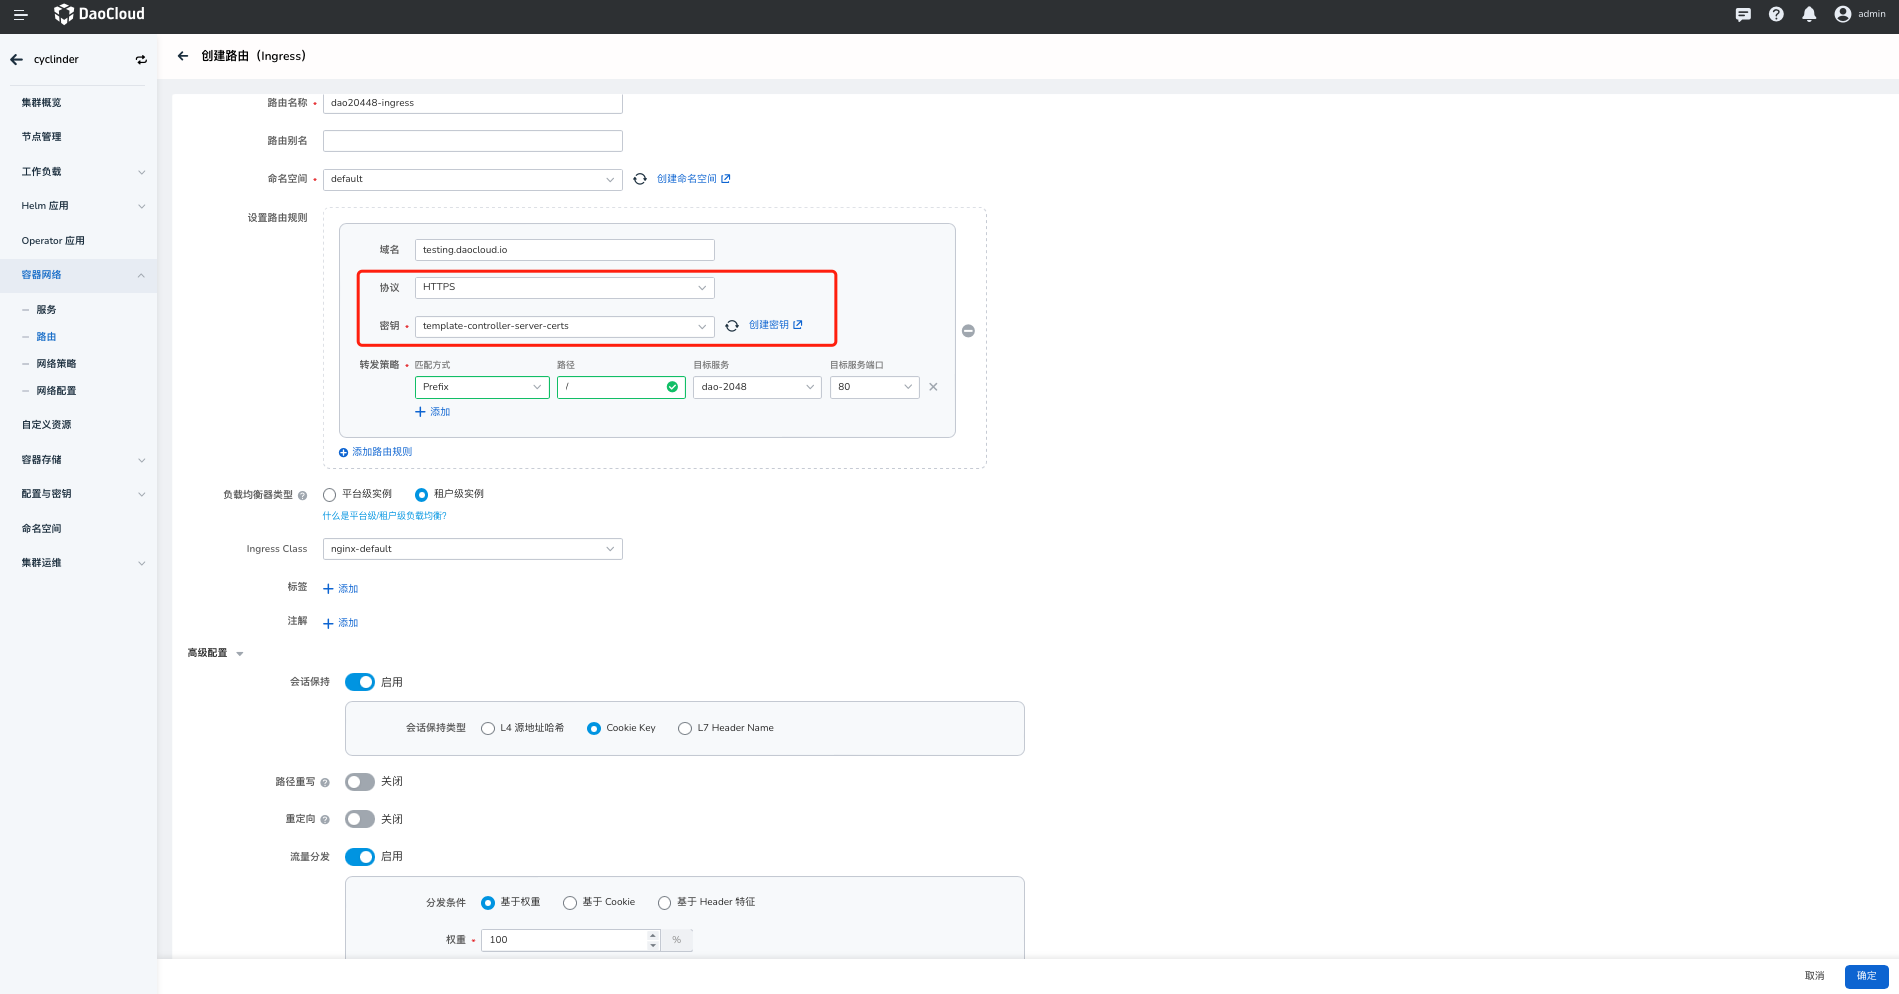 DaoCloud
admin
cyclinder
创建路由（Ingress）
集群概览
节点管理
工作负载
Helm 应用
Operator 应用
容器网络
服务
路由
网络策略
网络配置
自定义资源
容器存储
配置与密钥
命名空间
集群运维
路由名称 • dao20448-ingress
路由别名
命名空间 • default 创建命名空间
设置路由规则
域名 testing.daocloud.io
协议 HTTPS
密钥 • template-controller-server-certs 创建密钥
转发策略 • 匹配方式 路径 目标服务 目标服务端口
Prefix / dao-2048 80
添加
添加路由规则
负载均衡器类型 平台级实例 租户级实例
什么是平台级/租户级负载均衡?
Ingress Class nginx-default
标签 添加
注解 添加
高级配置
会话保持 启用
会话保持类型 L4 源地址哈希 Cookie Key L7 Header Name
路径重写 关闭
重定向 关闭
流量分发 启用
分发条件 基于权重 基于 Cookie 基于 Header 特征
权重 • 100 %
取消 确定